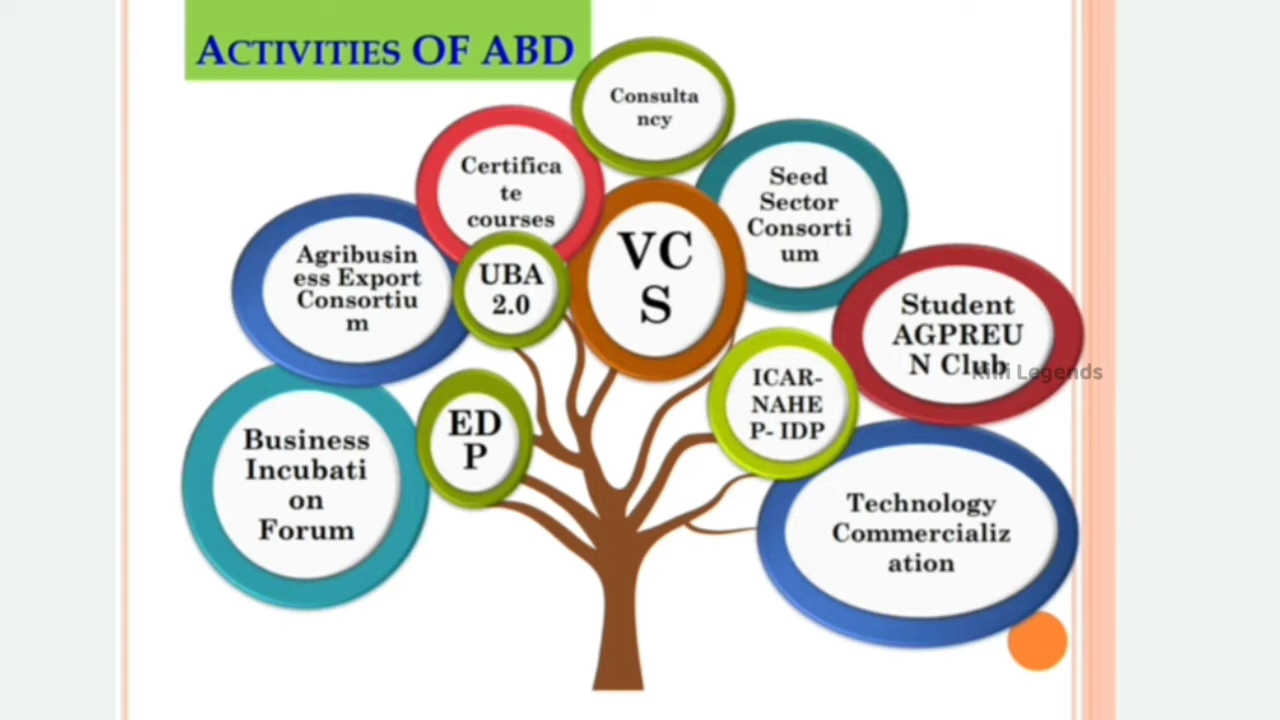 ACTIVITIES OF ABD
Consulta
ncy
Certifica
te
courses
Seed
Sector
Consorti
um
Agribusin
ess Export
Consortiu
m
UBA
2.0
VC
S
Student
AGPREU
N Club
ICAR-
NAHE
P- IDP
ED
P
Business
Incubati
on
Forum
Technology
Commercializ
ation